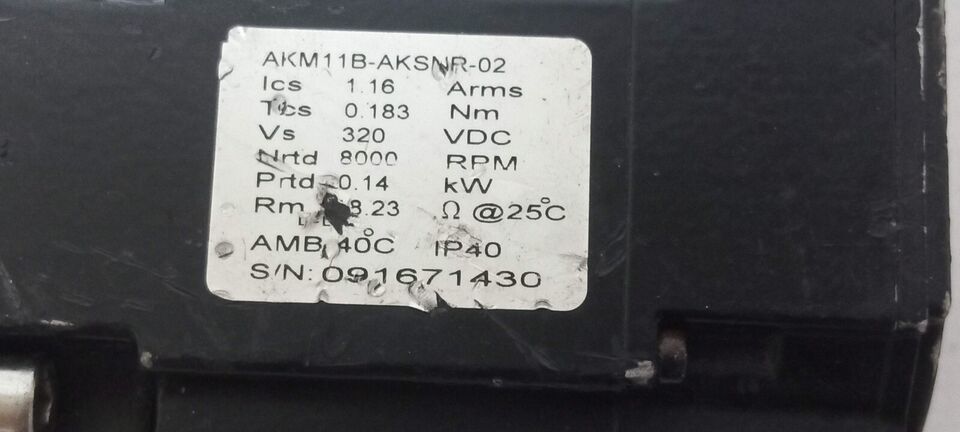 AKM11B-AKSNR-02
Ics 1.16 Arms
Tcs 0.183 Nm
Vs 320 VDC
Nrtd 8000 RPM
Prtd 0.14 kW
Rm 8.23 Ω @25°C
AMB 40°C IP40
S/N: 091671430